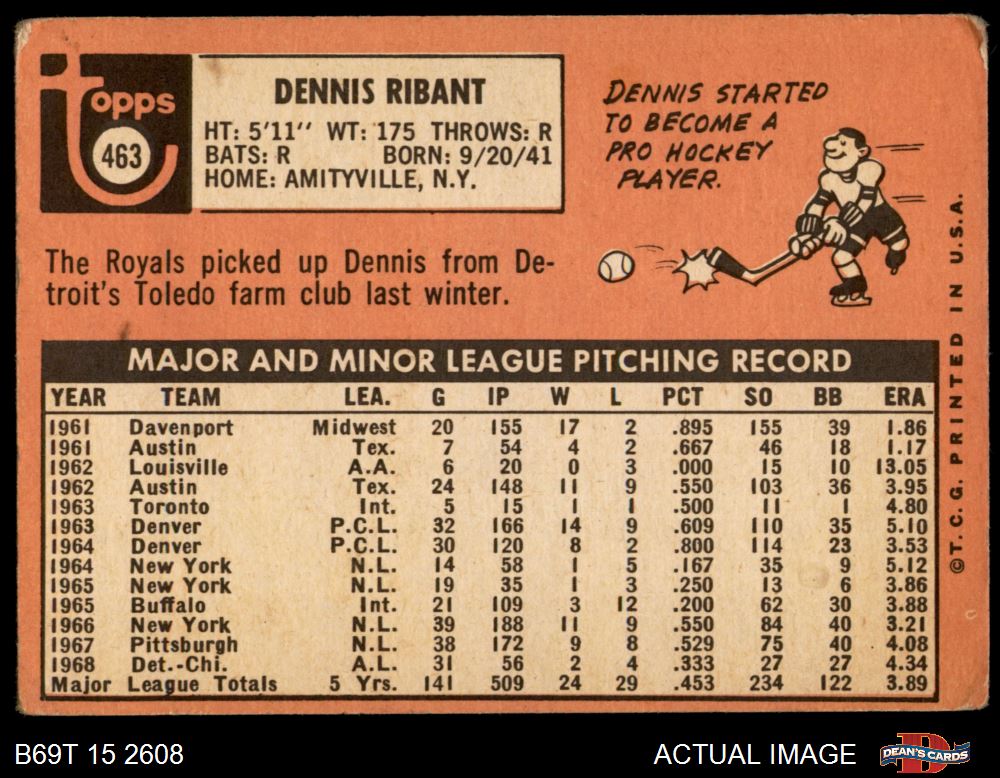 topps
463
DENNIS RIBANT
HT: 5'11" WT: 175 THROWS: R
BATS: R BORN: 9/20/41
HOME: AMITYVILLE, N.Y.
DENNIS STARTED
TO BECOME A
PRO HOCKEY
PLAYER.
The Royals picked up Dennis from De-
troit's Toledo farm club last winter.
MAJOR AND MINOR LEAGUE PITCHING RECORD
YEAR TEAM LEA. G IP W L PCT SO BB ERA
1961 Davenport Midwest 20 155 17 2 .895 155 39 1.86
1961 Austin Tex. 7 54 4 2 .667 46 18 1.17
1962 Louisville A.A. 6 20 0 3 .000 15 10 13.05
1962 Austin Tex. 24 148 11 9 .550 103 36 3.95
1963 Toronto Int. 5 15 1 1 .500 11 1 4.80
1963 Denver P.C.L. 32 166 14 9 .609 110 35 5.10
1964 Denver P.C.L. 30 120 8 2 .800 114 23 3.53
1964 New York N.L. 14 58 1 5 .167 35 9 5.12
1965 New York N.L. 19 35 1 3 .250 13 6 3.86
1965 Buffalo Int. 21 109 3 12 .200 62 30 3.88
1966 New York N.L. 39 188 11 9 .550 84 40 3.21
1967 Pittsburgh N.L. 38 172 9 8 .529 75 40 4.08
1968 Det.-Chi. A.L. 31 56 2 4 .333 27 27 4.34
Major League Totals 5 Yrs. 141 509 24 29 .453 234 122 3.89
©T.C.G. PRINTED IN U.S.A.
B69T 15 2608
ACTUAL IMAGE
DEAN'S CARDS